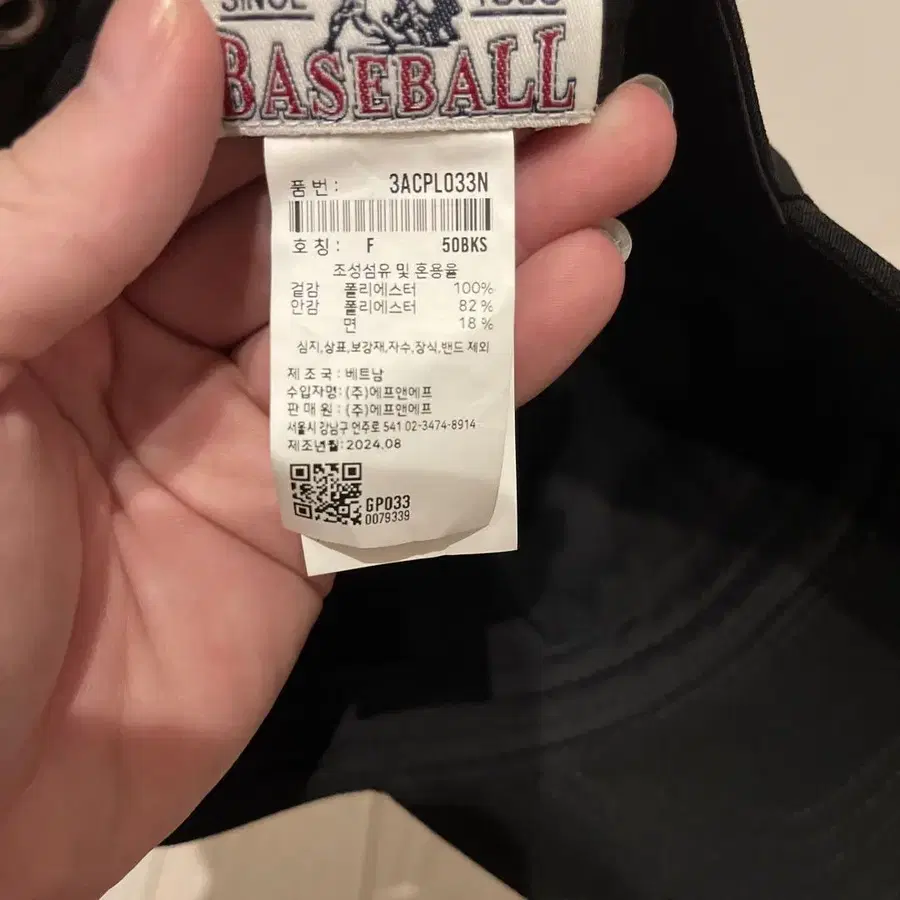 SINCE
BASEBALL
품 번 : 3ACPL033N
호 칭 : F 50BKS
조성섬유 및 혼용율
겉감 폴리에스터 100%
안감 폴리에스터 82%
면 18%
심지,상표,보강재,자수,장식,밴드 제외
제 조 국 : 베트남
수입자명: (주)에프앤에프
판 매 원 : (주)에프앤에프
서울시 강남구 언주로 541 02-3474-8914
제조년월: 2024.08
GP033
0079339